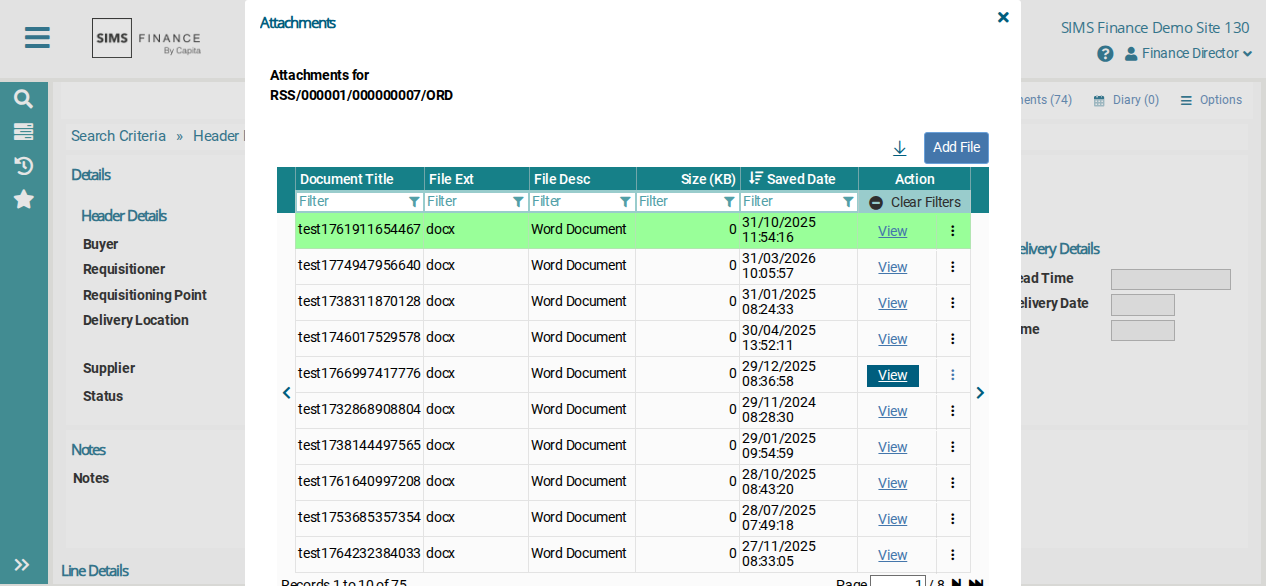 Attachments
SIMS FINANCE
By Capita
SIMS Finance Demo Site 130
Finance Director
Attachments for
RSS/000001/000000007/ORD
Search Criteria » Header
(74) Diary (0) Options
Add File
Details
Header Details
Buyer
Requisitioner
Requisitioning Point
Delivery Location
Supplier
Status
Notes
Notes
Line Details
Document Title File Ext File Desc Size (KB) Saved Date Action
Filter Filter Filter Filter Filter Clear Filters
test1761911654467 docx Word Document 0 31/10/2025 11:54:16 View
test1774947956640 docx Word Document 0 31/03/2026 10:05:57 View
test1738311870128 docx Word Document 0 31/01/2025 08:24:33 View
test1746017529578 docx Word Document 0 30/04/2025 13:52:11 View
test1766997417776 docx Word Document 0 29/12/2025 08:36:58 View
test1732868908804 docx Word Document 0 29/11/2024 08:28:30 View
test1738144497565 docx Word Document 0 29/01/2025 09:54:59 View
test1761640997208 docx Word Document 0 28/10/2025 08:43:20 View
test1753685357354 docx Word Document 0 28/07/2025 07:49:18 View
test1764232384033 docx Word Document 0 27/11/2025 08:33:05 View
Records 1 to 10 of 75
Page 1 / 8
elivery Details
ead Time
elivery Date
me